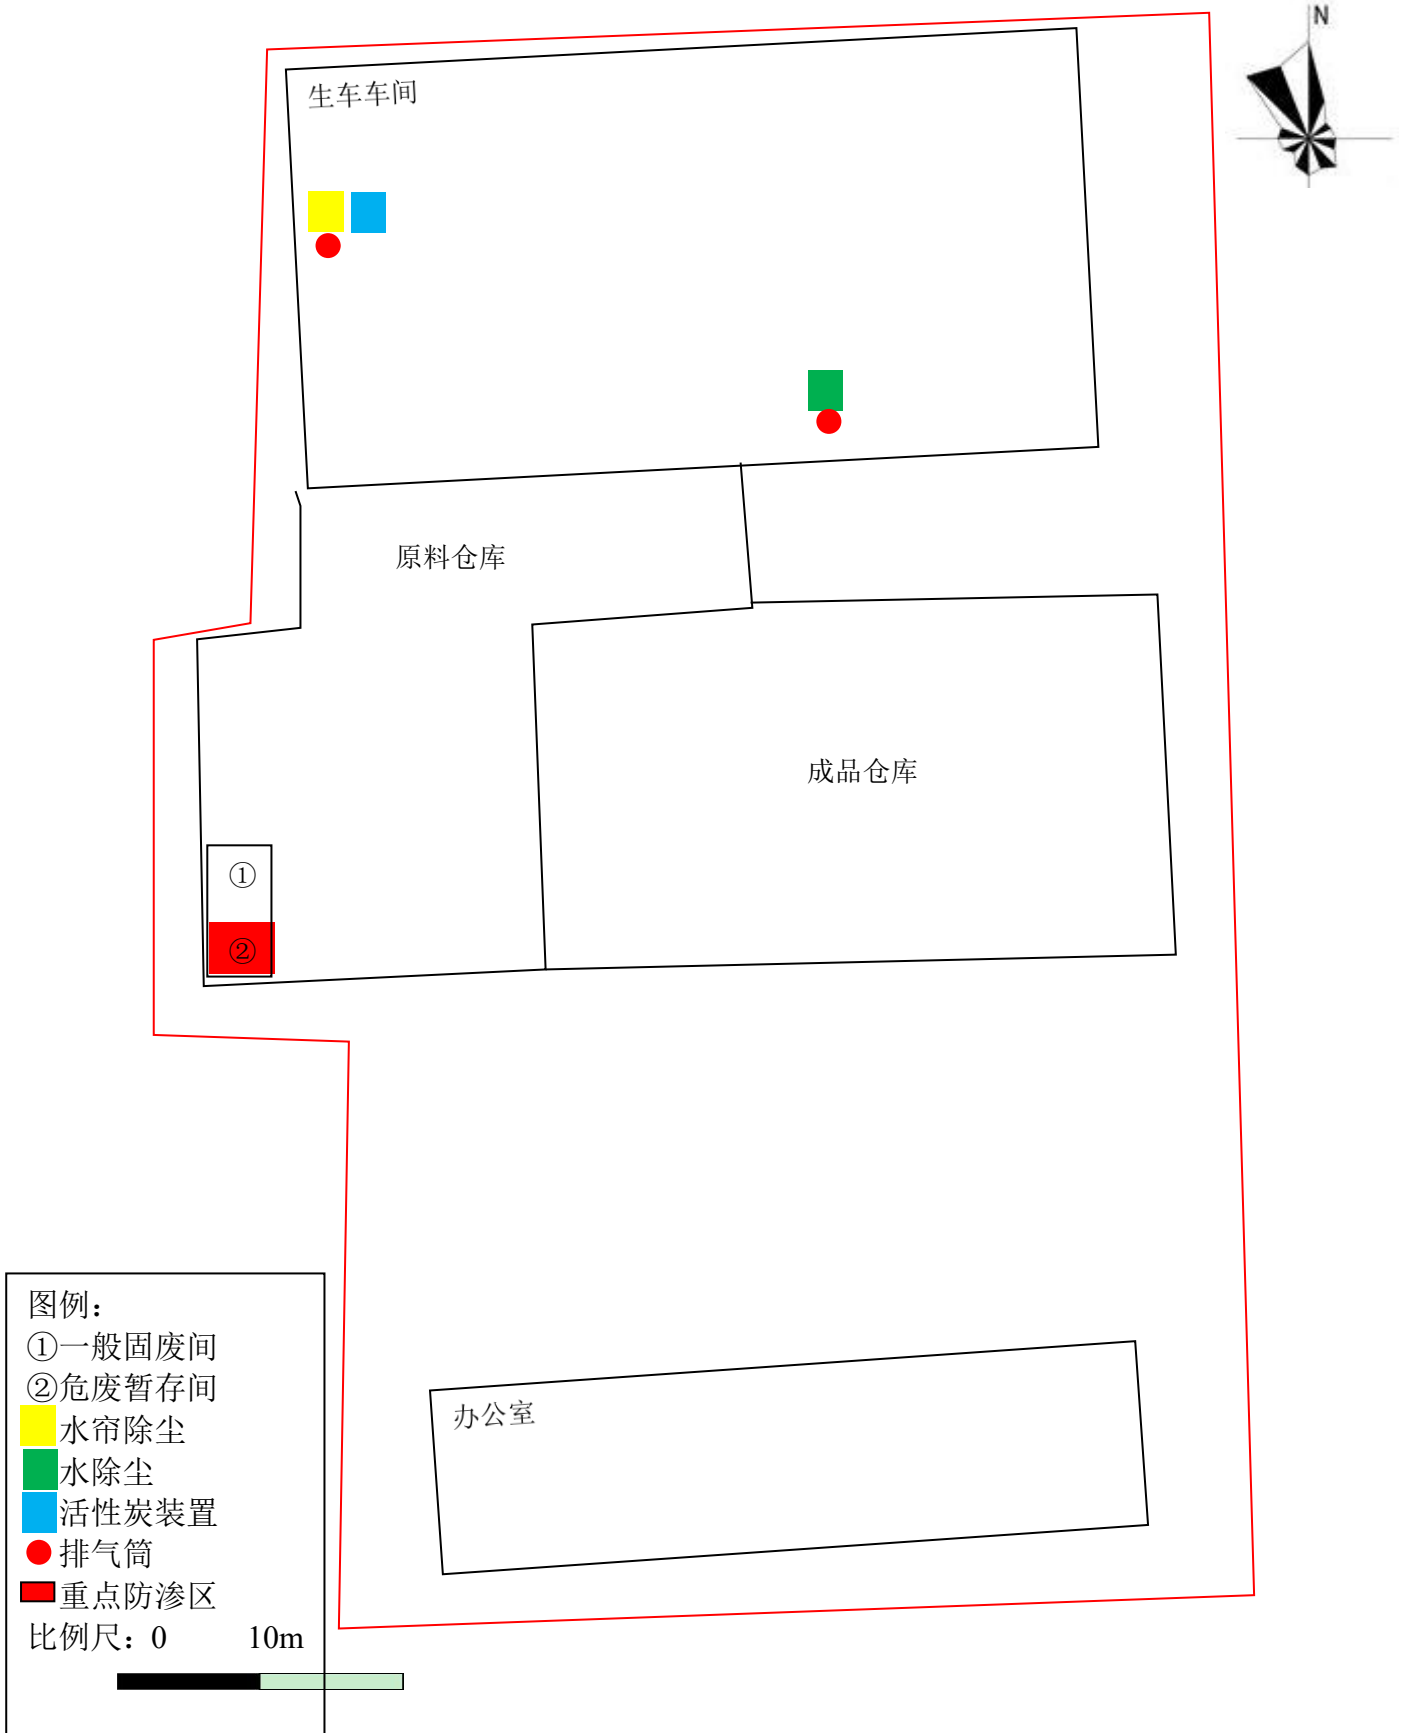 N
生车车间
原料仓库
成品仓库
①
②
办公室
图例：
①一般固废间
②危废暂存间
水帘除尘
水除尘
活性炭装置
排气筒
重点防渗区
比例尺：0 10m